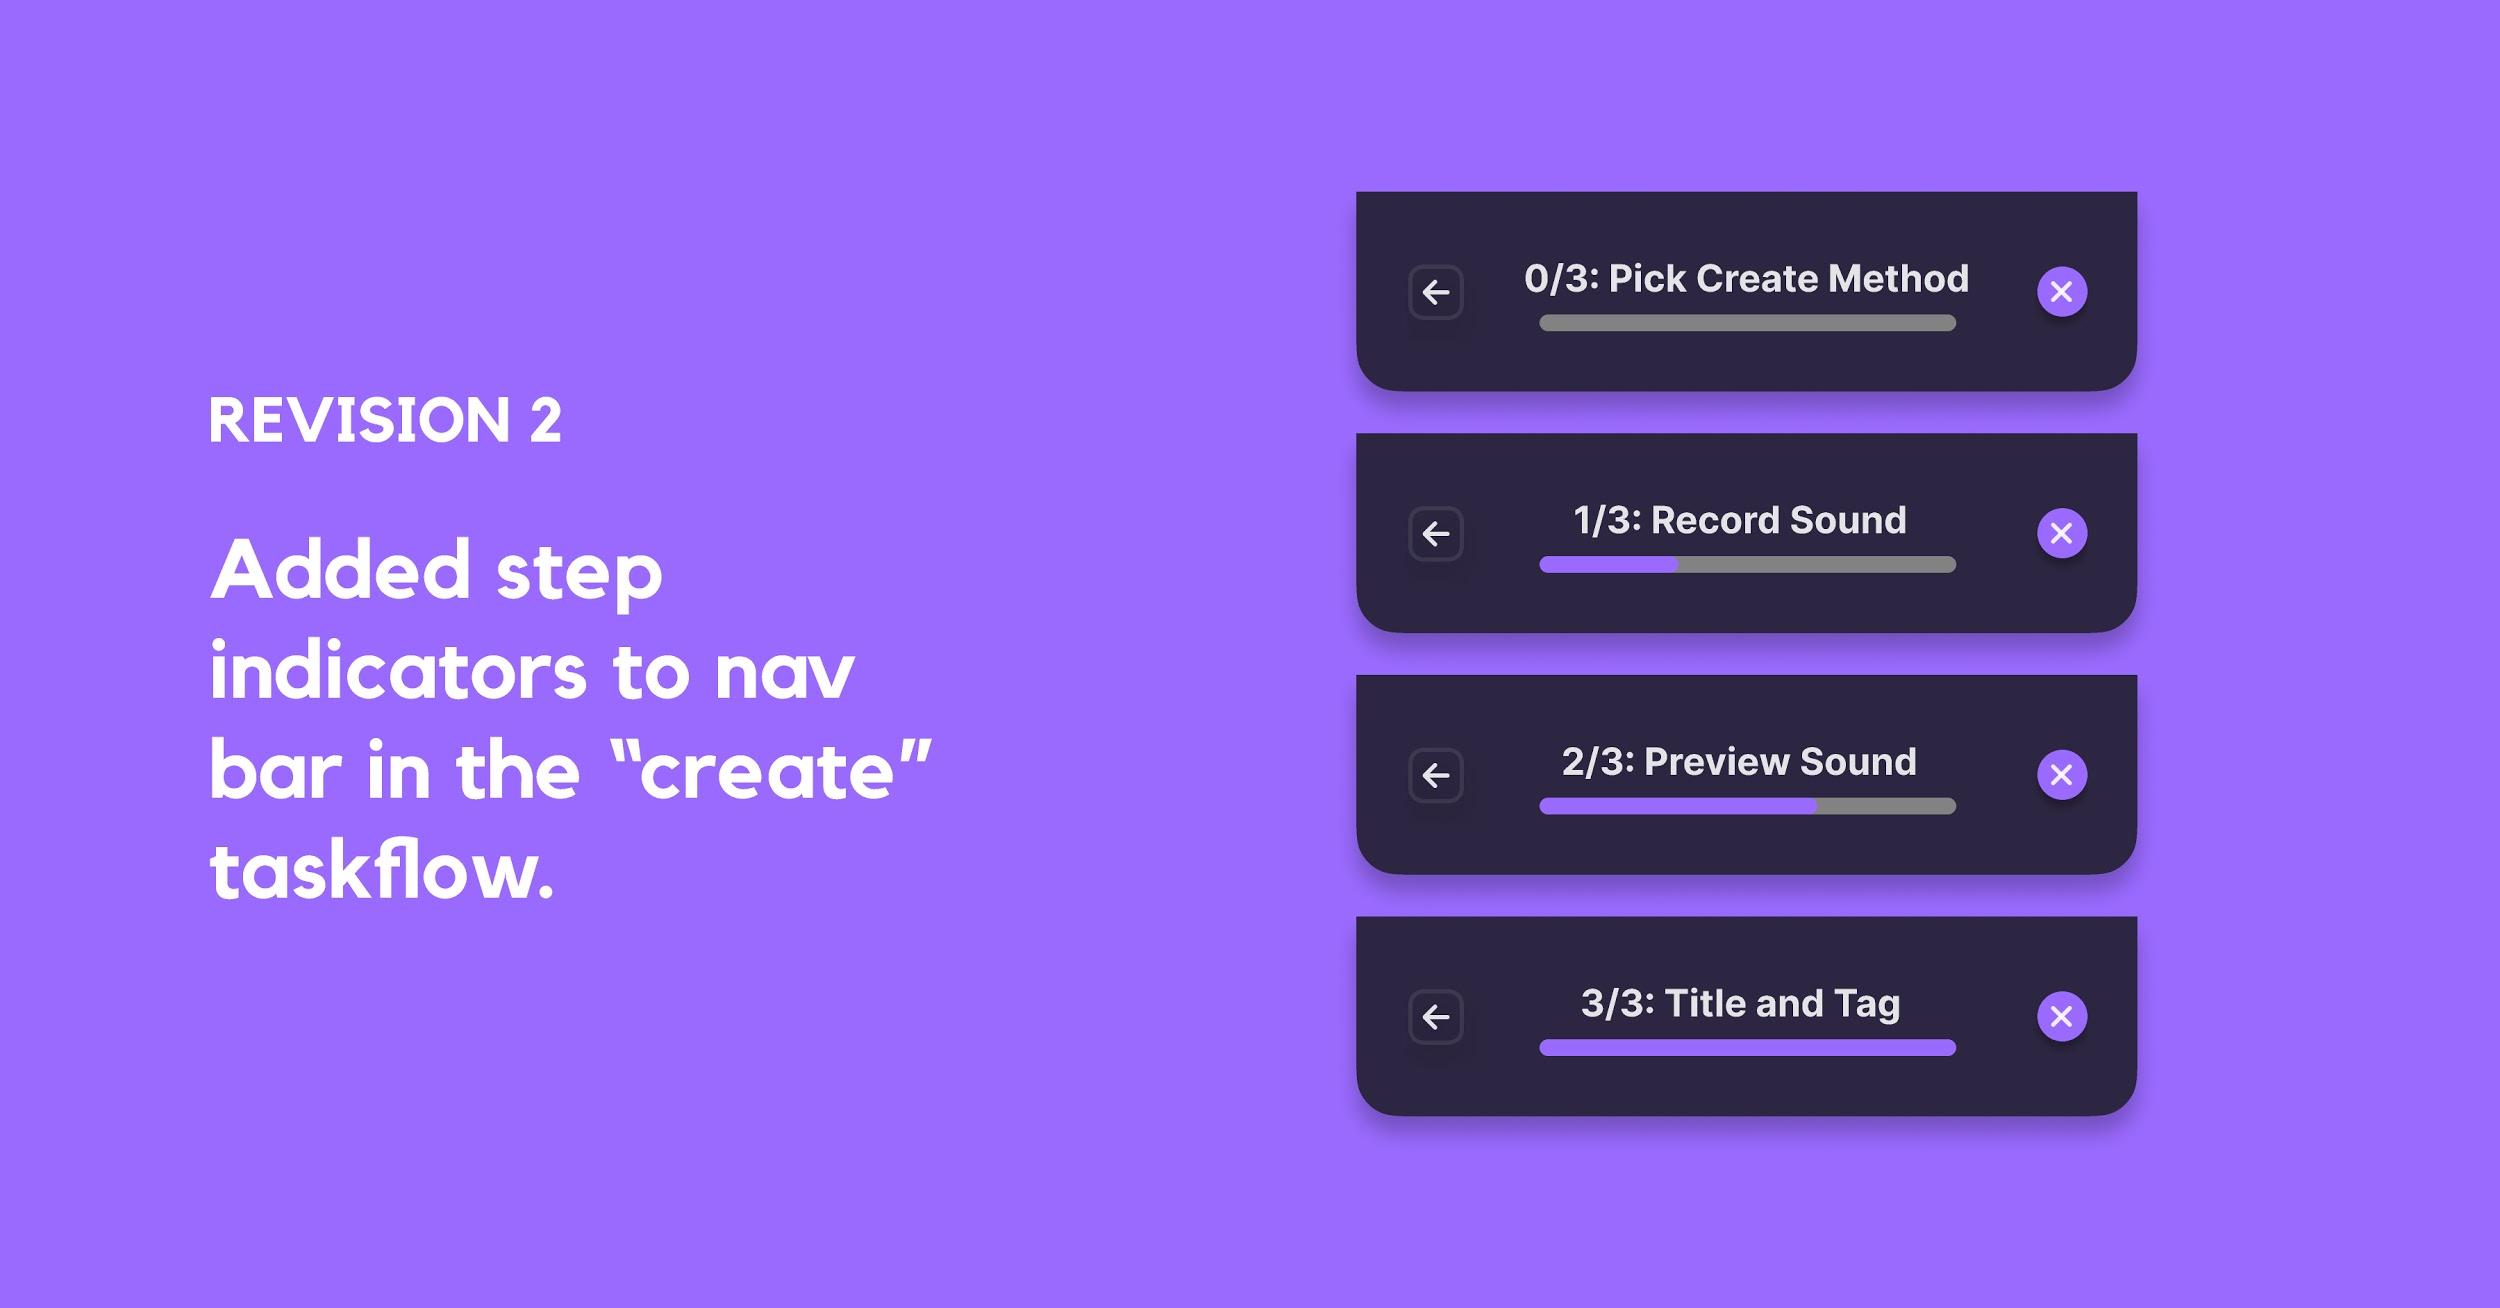 REVISION 2
Added step
indicators to nav
bar in the “create”
taskflow.
0/3: Pick Create Method
1/3: Record Sound
2/3: Preview Sound
3/3: Title and Tag